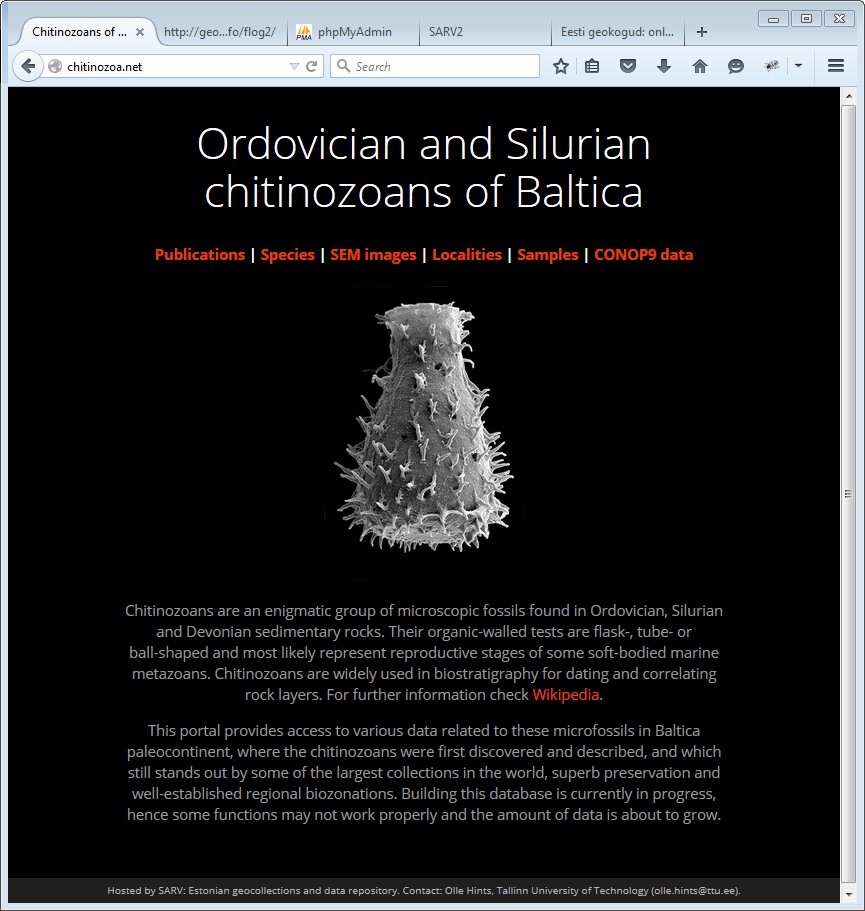 Chitinozoans of ...
http://geo...fo/flog2/
PMA
phpMyAdmin
SARV2
Eesti geokogud: onl...
chitinozoa.net
Search
Ordovician and Silurian
chitinozoans of Baltica
Publications | Species | SEM images | Localities | Samples | CONOP9 data
Chitinozoans are an enigmatic group of microscopic fossils found in Ordovician, Silurian
and Devonian sedimentary rocks. Their organic-walled tests are flask-, tube- or
ball-shaped and most likely represent reproductive stages of some soft-bodied marine
metazoans. Chitinozoans are widely used in biostratigraphy for dating and correlating
rock layers. For further information check Wikipedia.
This portal provides access to various data related to these microfossils in Baltica
paleocontinent, where the chitinozoans were first discovered and described, and which
still stands out by some of the largest collections in the world, superb preservation and
well-established regional biozonations. Building this database is currently in progress,
hence some functions may not work properly and the amount of data is about to grow.
Hosted by SARV: Estonian geocollections and data repository. Contact: Olle Hints, Tallinn University of Technology (olle.hints@ttu.ee).